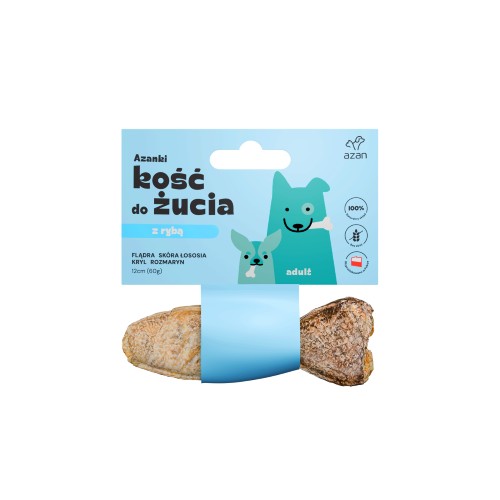 Azanki
kość
do żucia
z rybą
FLĄDRA SKÓRA ŁOSOSIA
KRYL ROZMARYN
12cm (60g)
adult
azan
100%